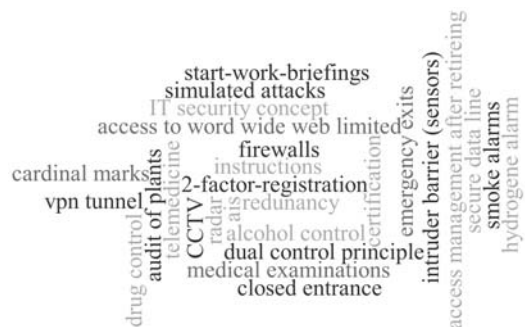 start-work-briefings
simulated attacks
IT security concept
access to word wide web limited
firewalls
cardinal marks
instructions
2-factor-registration
vpn tunnel
redunancy
alcohol control
dual control principle
medical examinations
closed entrance
drug control
audit of plants
telemedicine
CCTV
radar
ais
certification
emergency exits
intruder barrier (sensors)
access management after retireing
secure data line
smoke alarms
hydrogene alarm